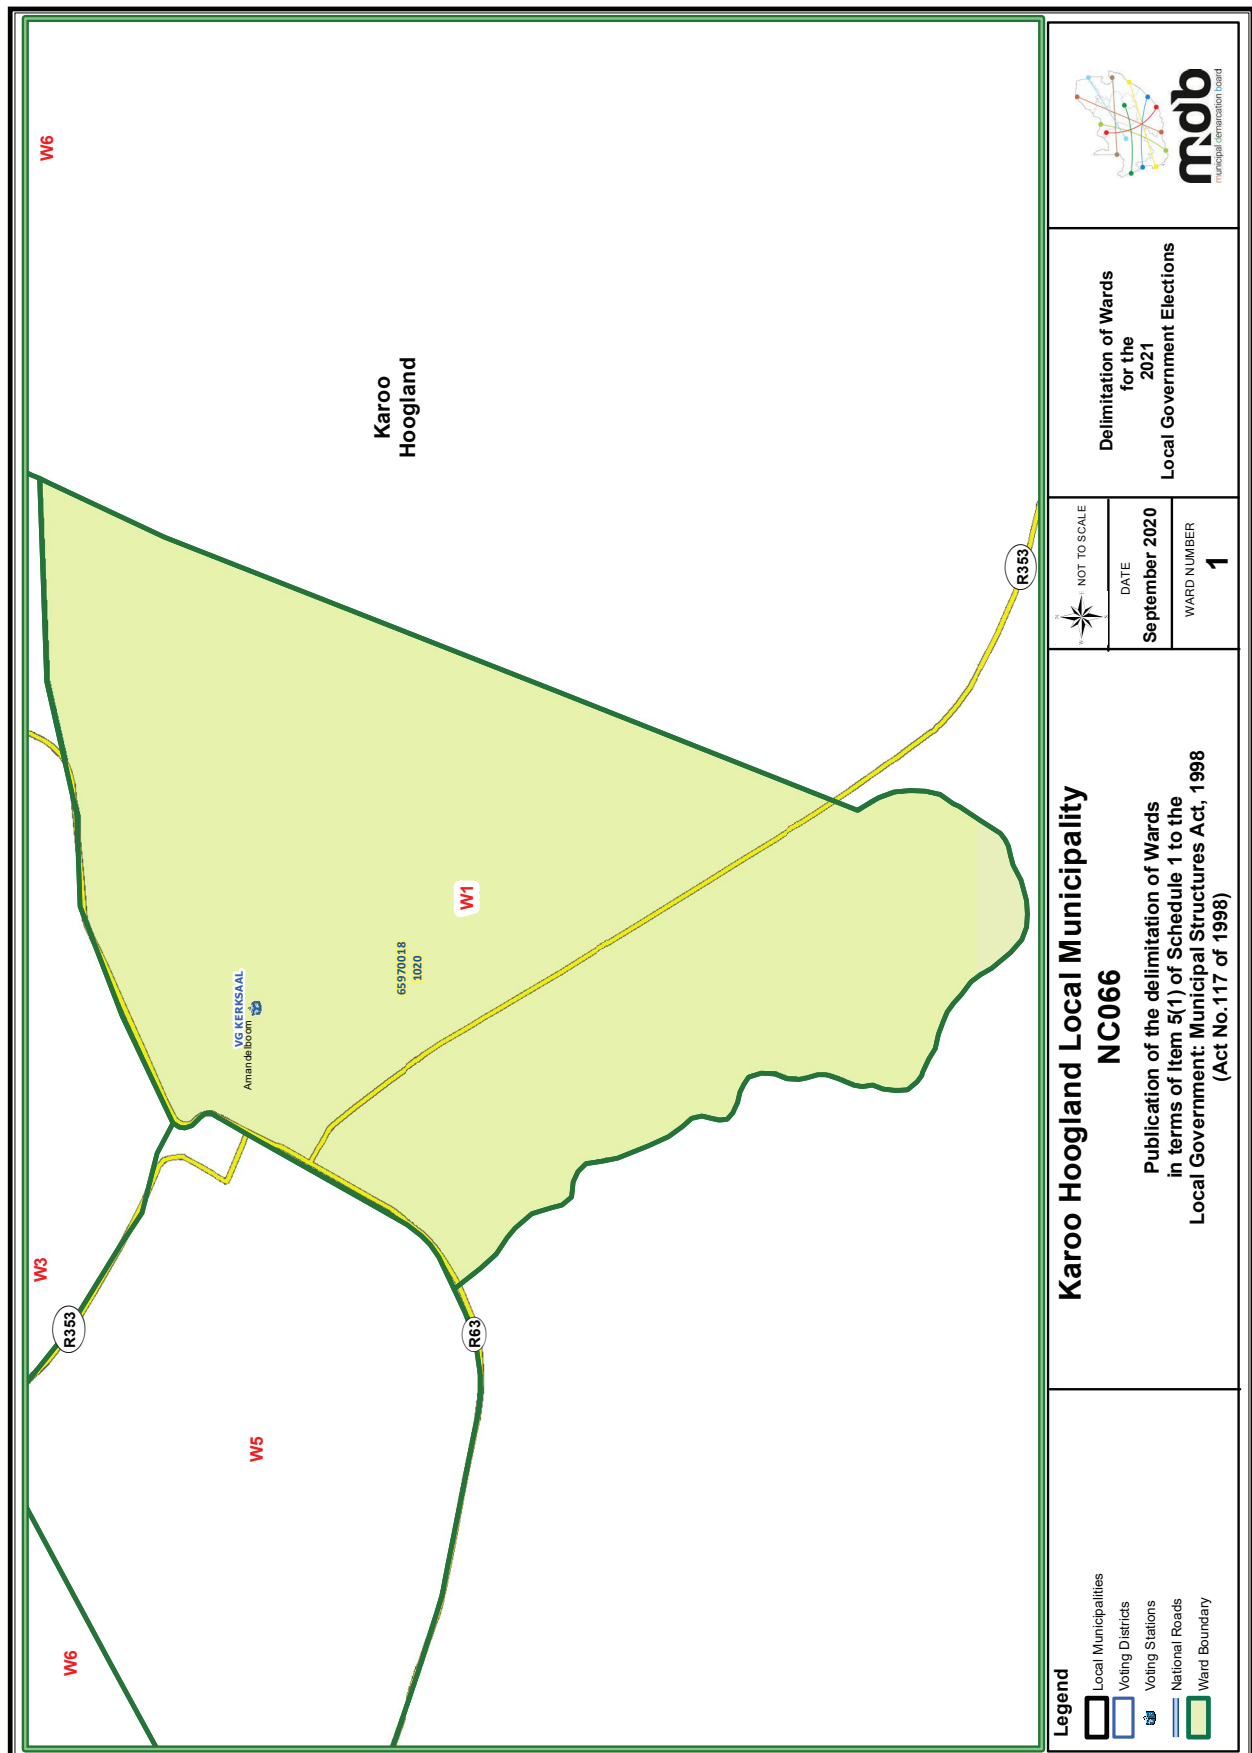 W6
W3
R353
W5
W6
VG KERKSAAL
Amandelboom
65970018
1020
W1
Karoo
Hoogland
R63
R353
Legend
Local Municipalities
Voting Districts
Voting Stations
National Roads
Ward Boundary
Karoo Hoogland Local Municipality
NC066
Publication of the delimitation of Wards
in terms of Item 5(1) of Schedule 1 to the
Local Government: Municipal Structures Act, 1998
(Act No.117 of 1998)
N
W
E
S
NOT TO SCALE
DATE
September 2020
WARD NUMBER
1
Delimitation of Wards
for the
2021
Local Government Elections
mdb
municipal demarcation board